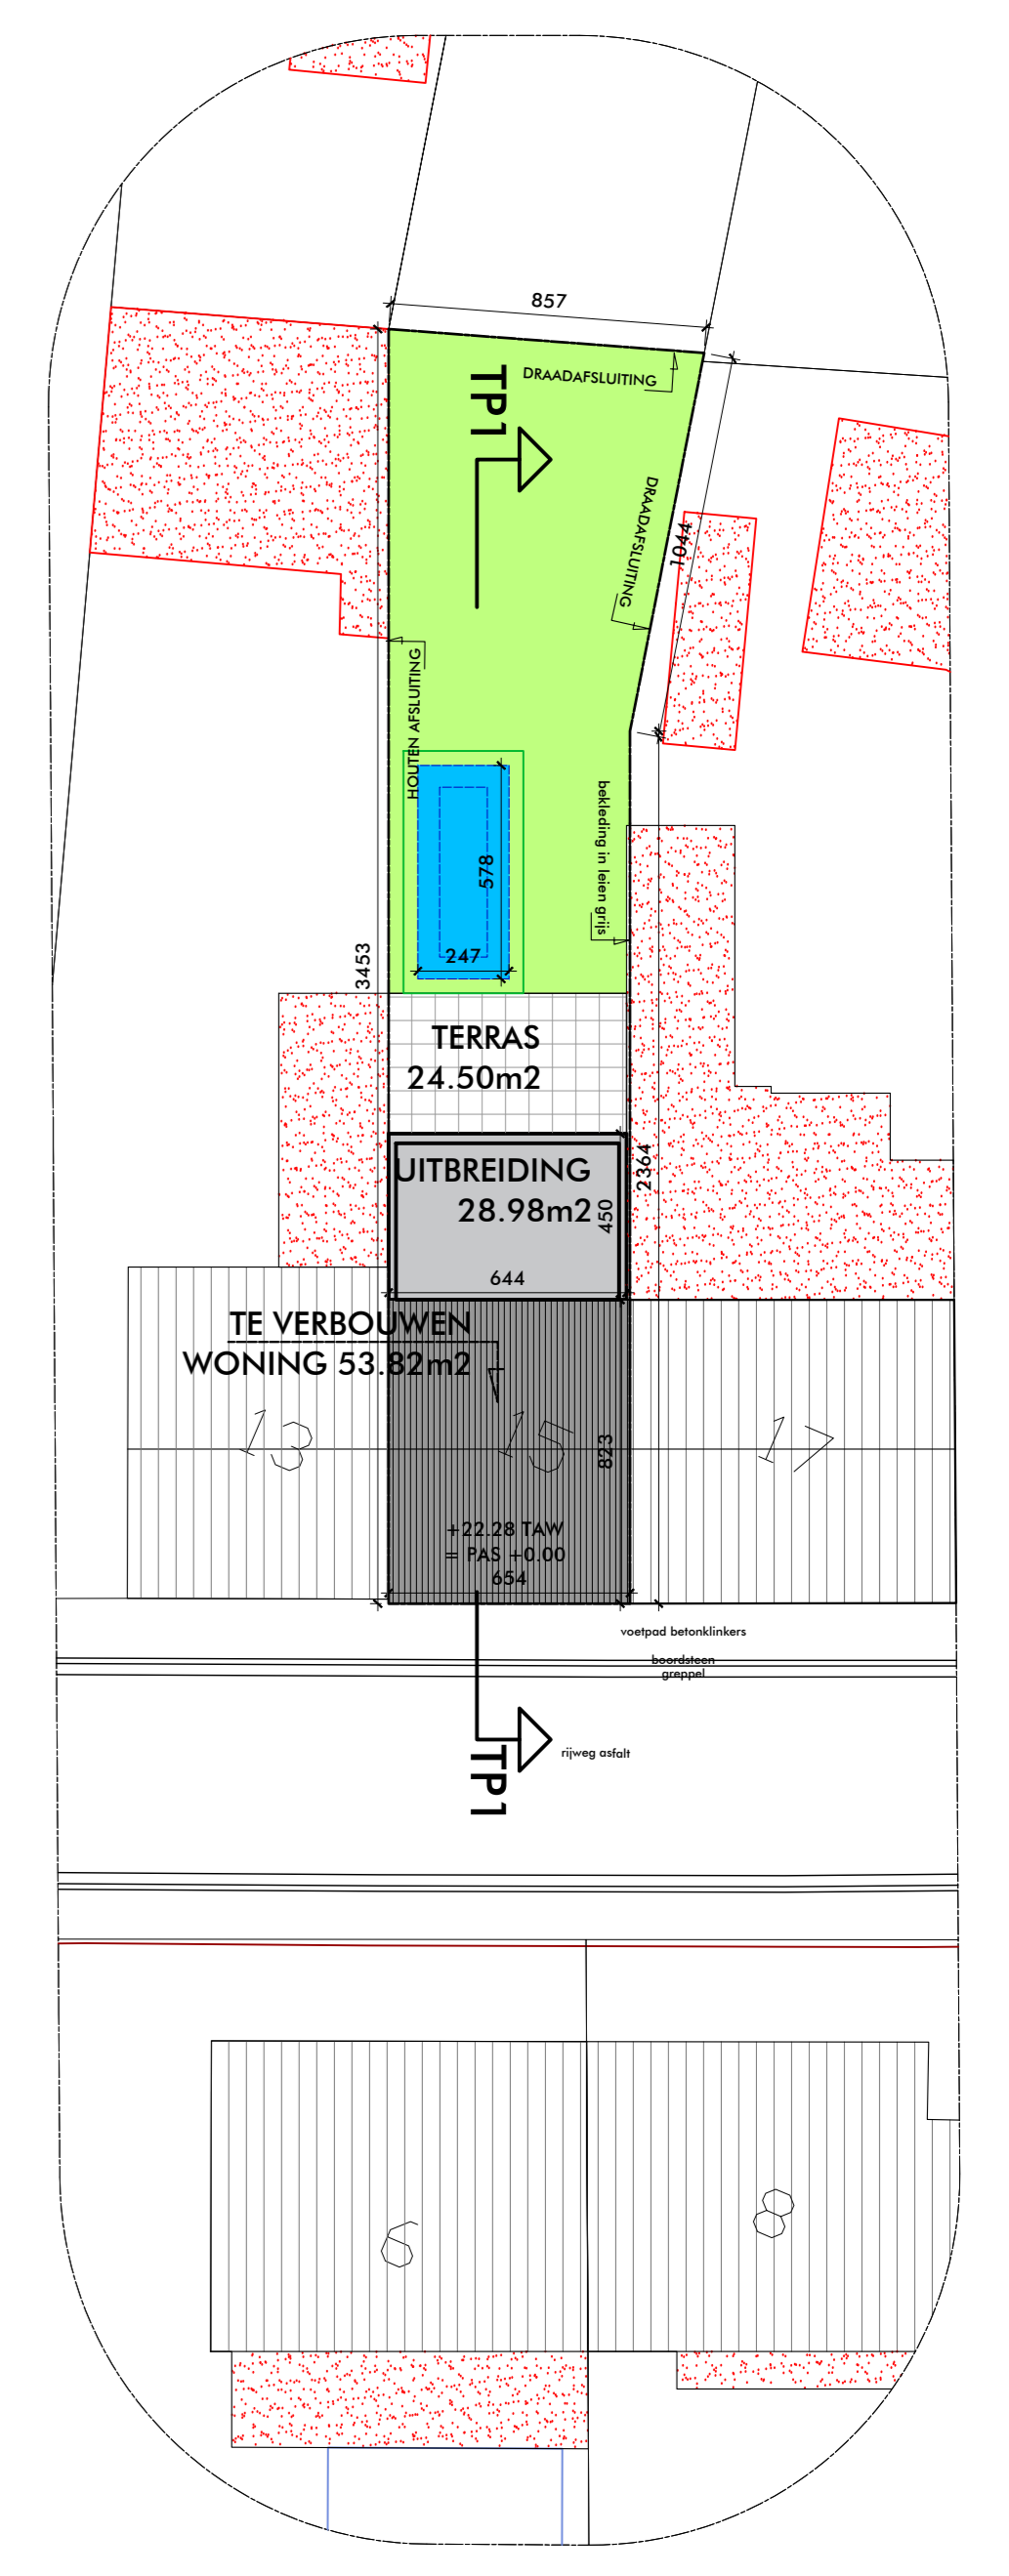 857
DRAADAFSLUITING
TP1
DRAADAFSLUITING
1044
HOUTEN AFSLUITING
bekleding in leien grijs
578
247
3453
TERRAS
24.50m2
2364
UITBREIDING
28.98m2
450
644
TE VERBOUWEN
WONING 53.82m2
13
15
17
823
+22.28 TAW
= PAS +0.00
654
voetpad betonklinkers
boordsteen
greppel
rijweg asfalt
TP1
6
8